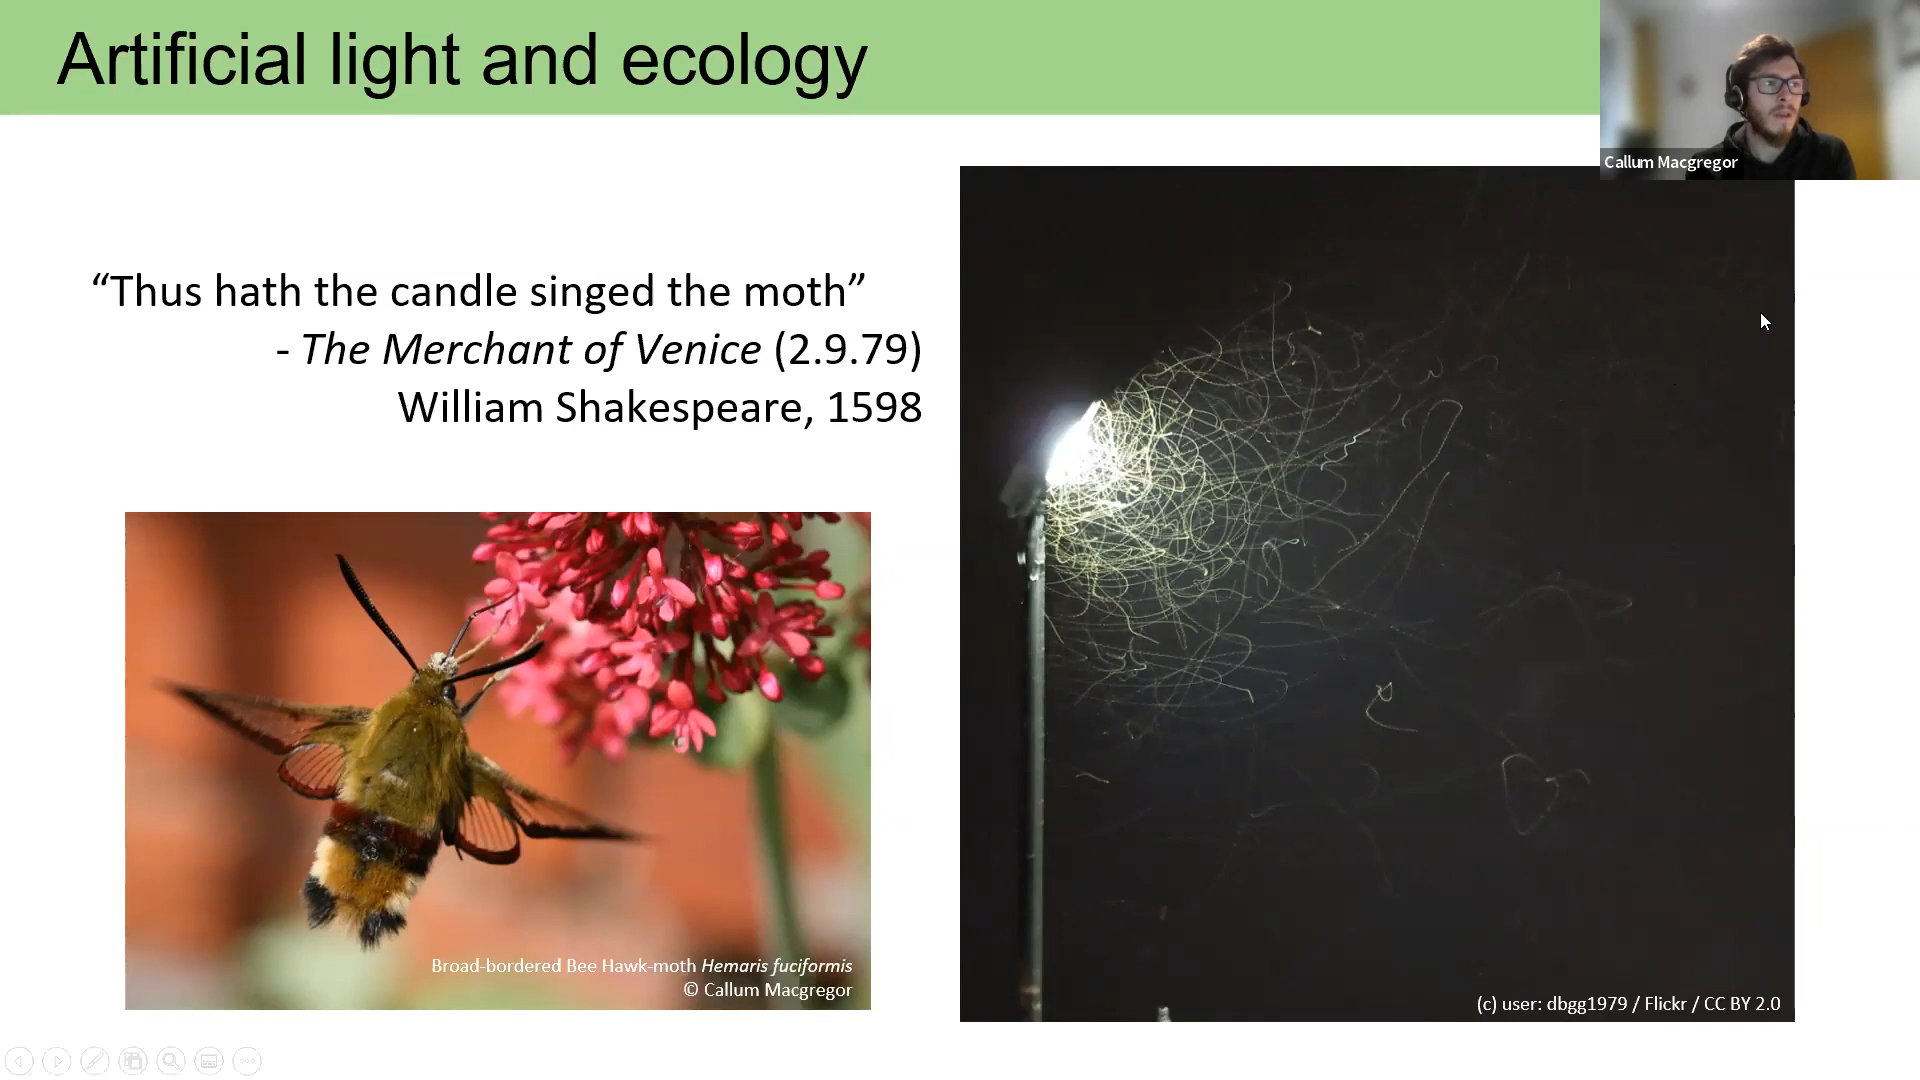 Artificial light and ecology
Callum Macgregor
“Thus hath the candle singed the moth”
- The Merchant of Venice (2.9.79)
William Shakespeare, 1598
Broad-bordered Bee Hawk-moth Hemaris fuciformis
© Callum Macgregor
(c) user: dbgg1979 / Flickr / CC BY 2.0